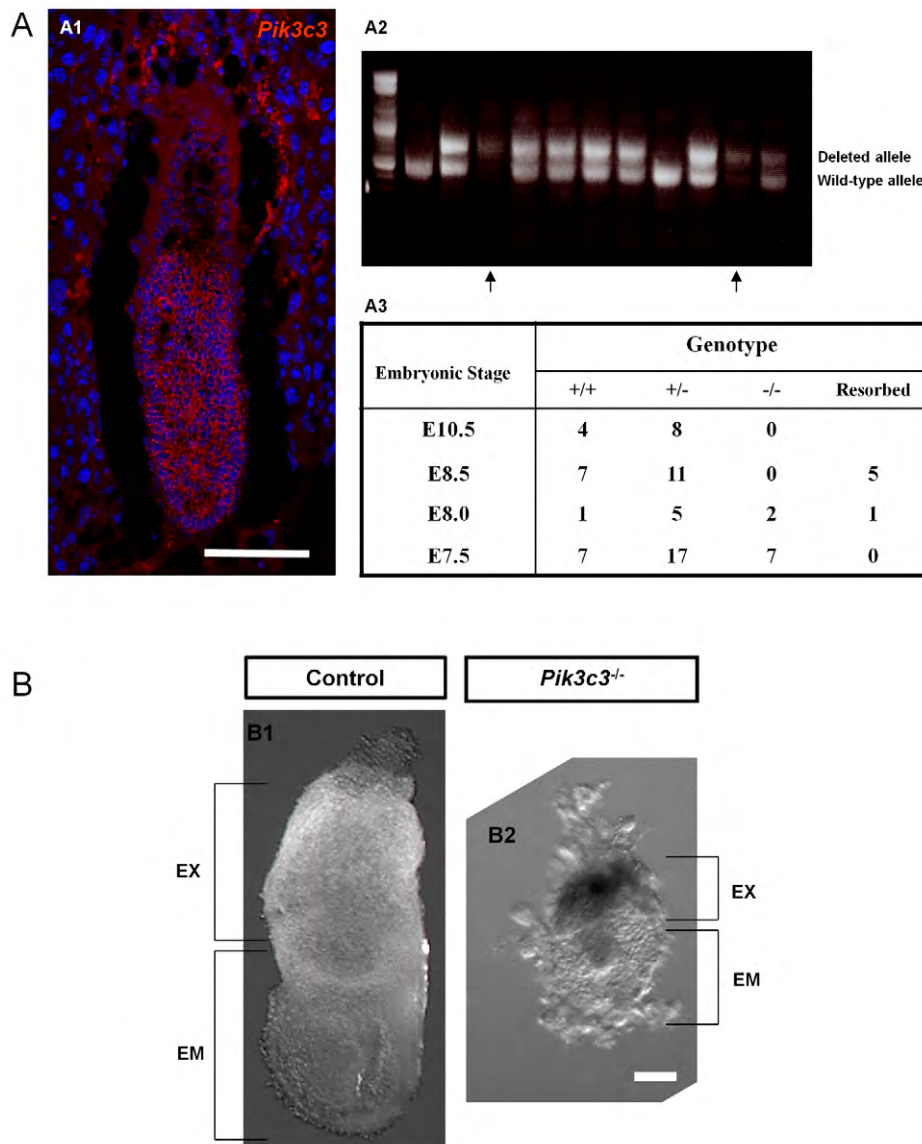 A
A1
Pik3c3
A2
Deleted allele
Wild-type allele
A3
Embryonic Stage
Genotype
+/+ +/- -/- Resorbed
E10.5 4 8 0
E8.5 7 11 0 5
E8.0 1 5 2 1
E7.5 7 17 7 0
B
Control
Pik3c3-/-
B1
B2
EX
EX
EM
EM